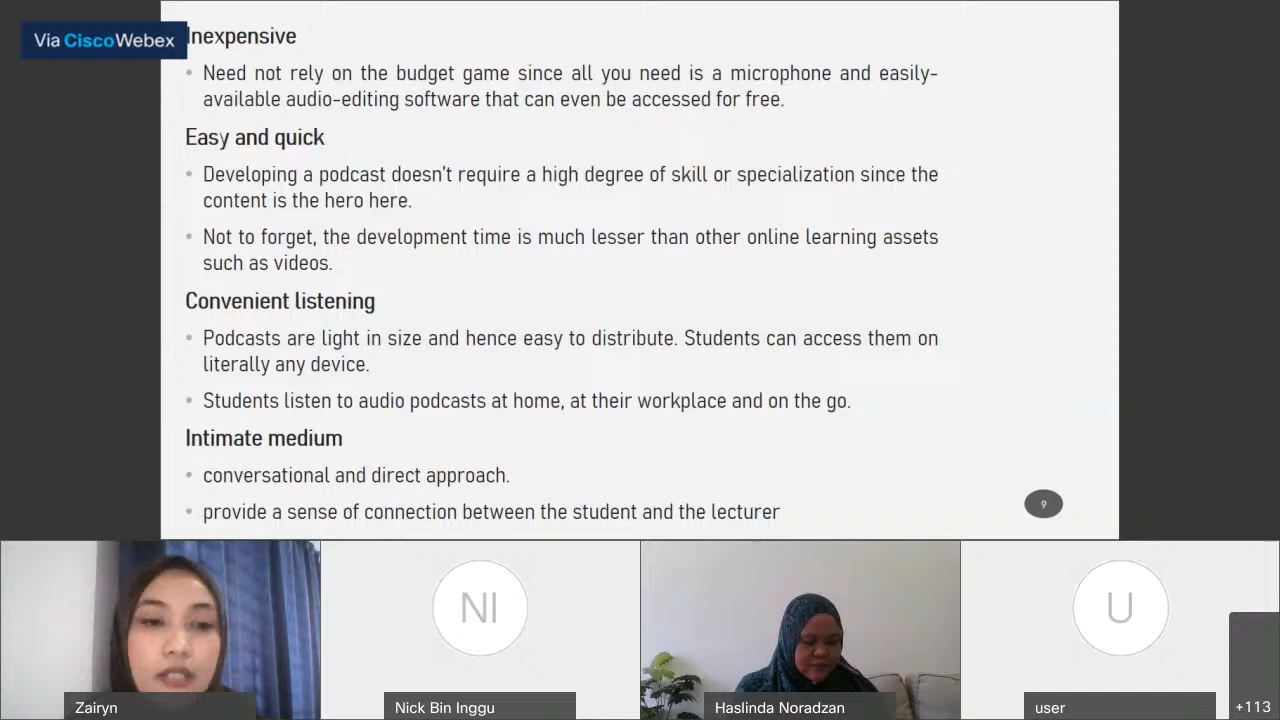 Via Cisco Webex
Inexpensive
• Need not rely on the budget game since all you need is a microphone and easily-
available audio-editing software that can even be accessed for free.
Easy and quick
• Developing a podcast doesn't require a high degree of skill or specialization since the
content is the hero here.
• Not to forget, the development time is much lesser than other online learning assets
such as videos.
Convenient listening
• Podcasts are light in size and hence easy to distribute. Students can access them on
literally any device.
• Students listen to audio podcasts at home, at their workplace and on the go.
Intimate medium
• conversational and direct approach.
• provide a sense of connection between the student and the lecturer
9
NI
U
Zairyn
Nick Bin Inggu
Haslinda Noradzan
user
+113